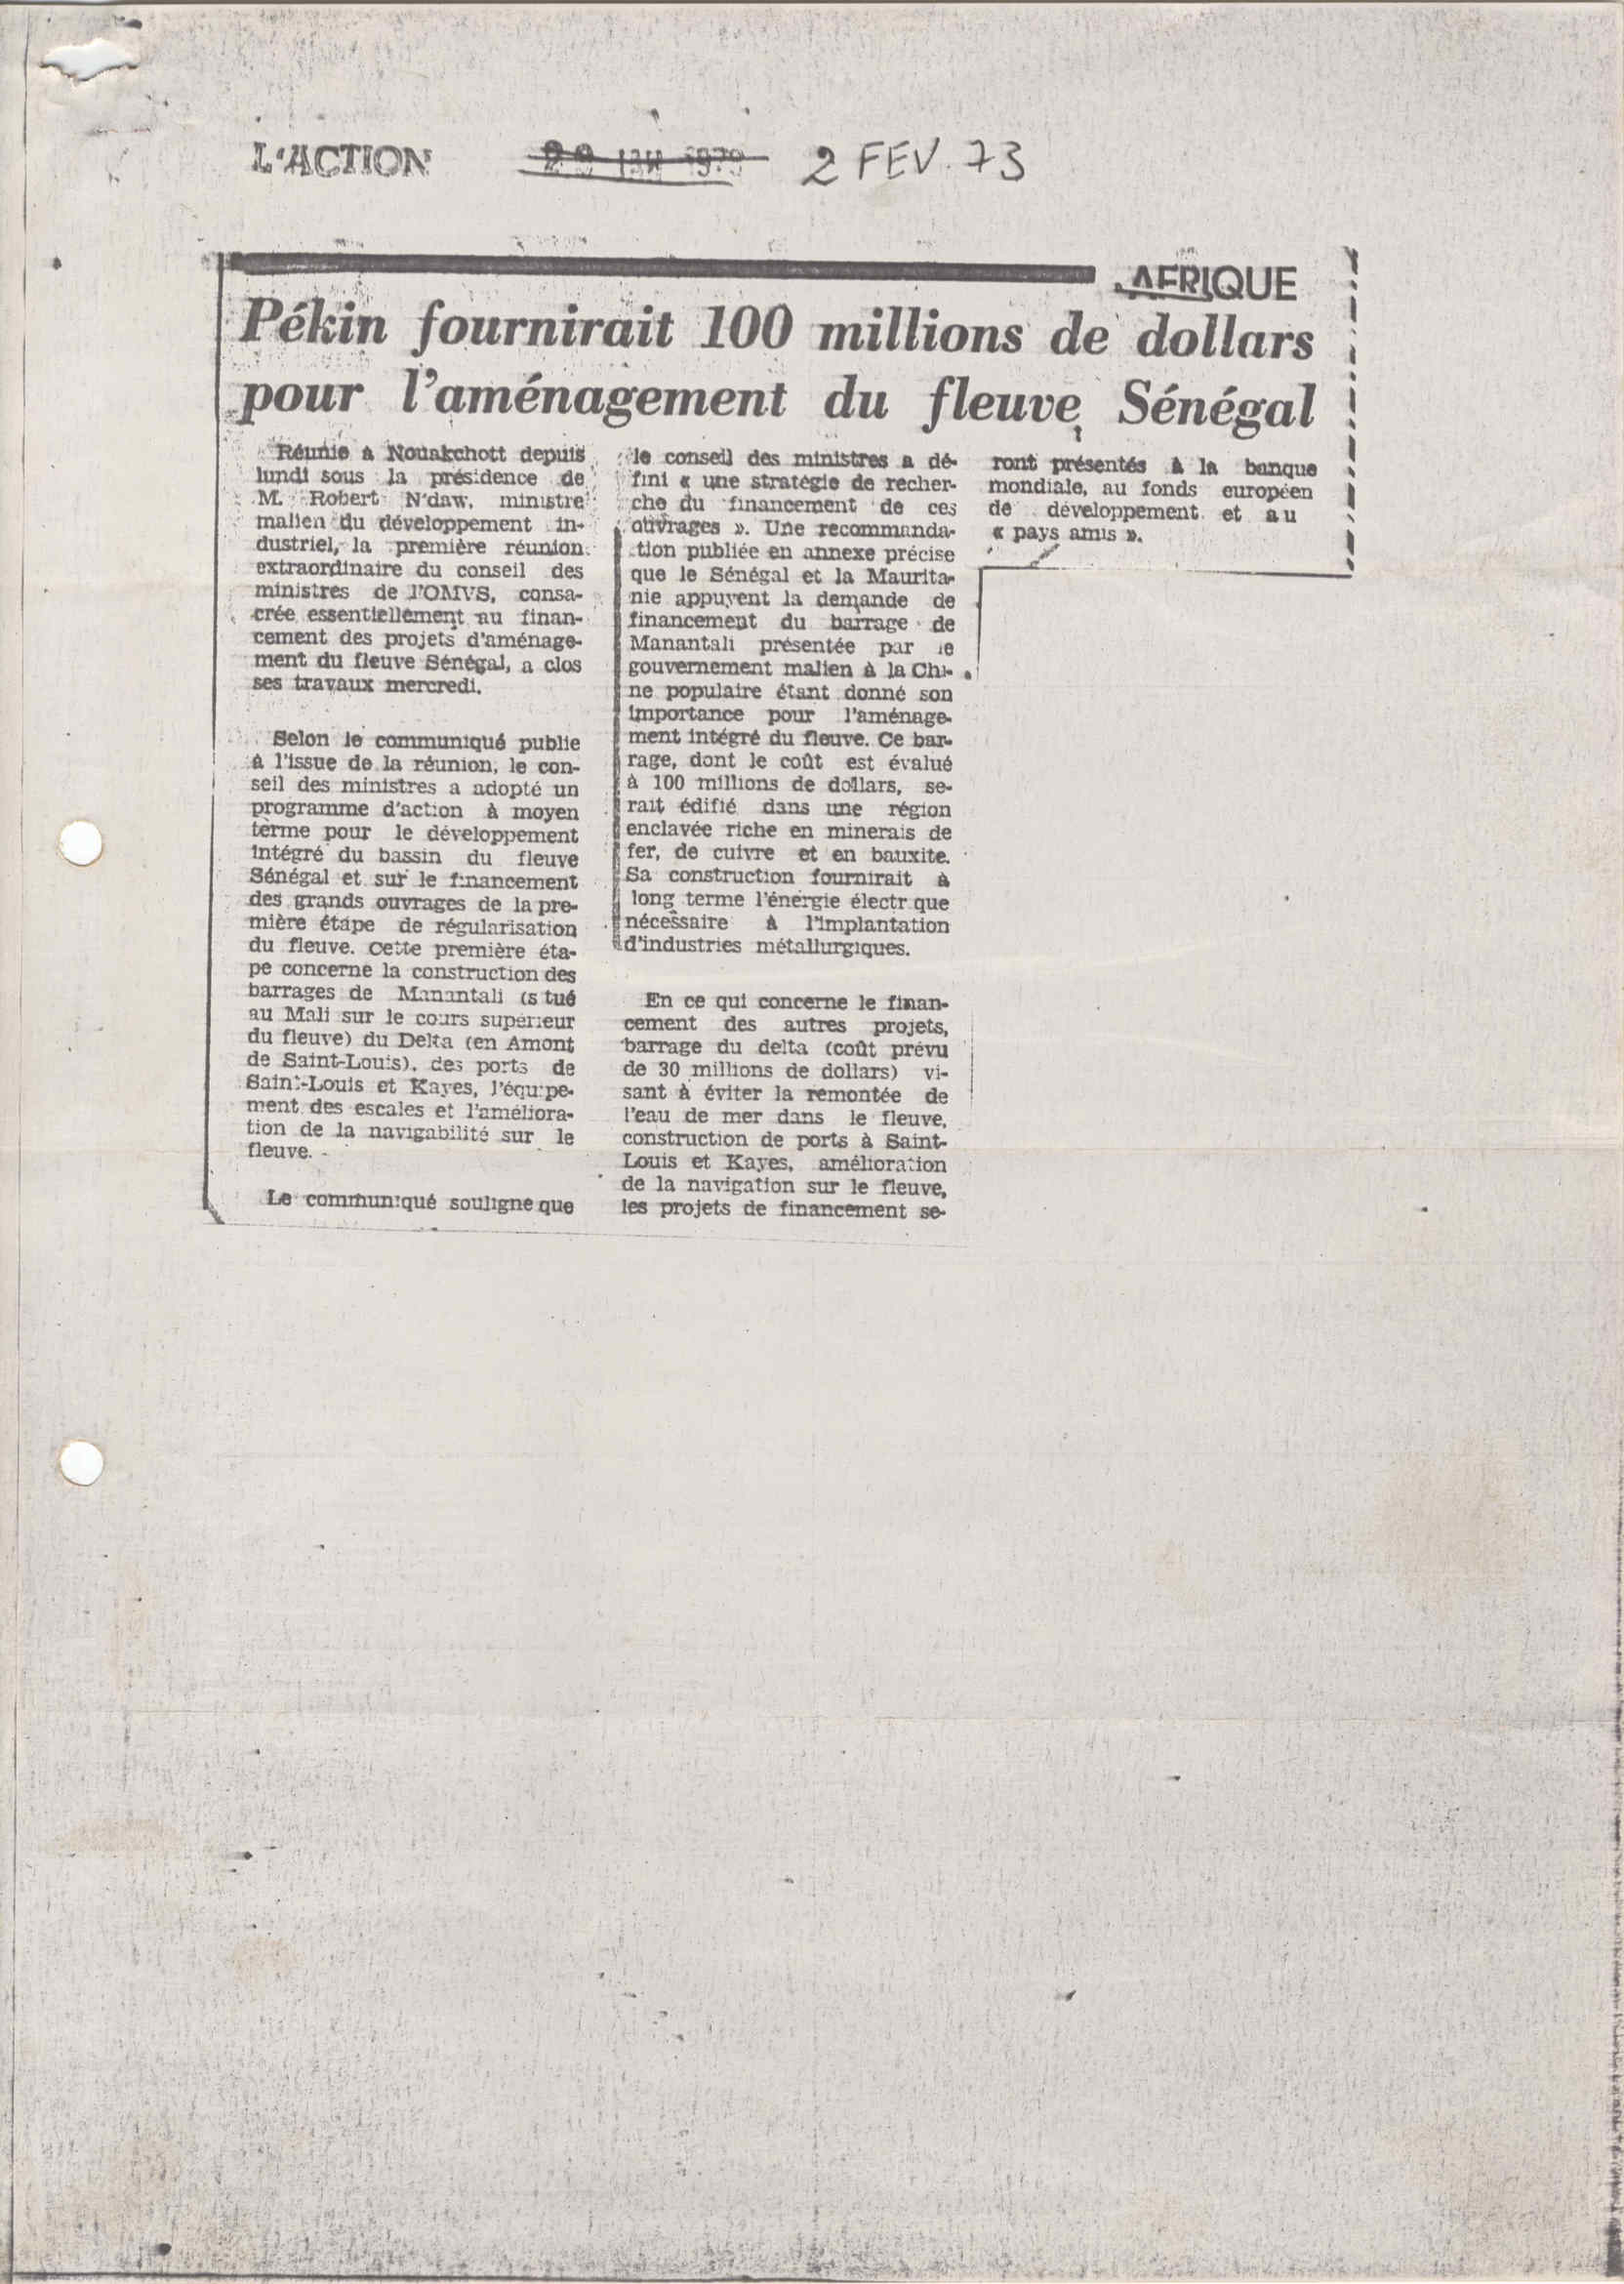 L'ACTION
2 FEV. 73
AFRIQUE
Pékin fournirait 100 millions de dollars
pour l'aménagement du fleuve Sénégal
Réunie à Nouakchott depuis
lundi sous la présidence de
M. Robert N'daw, ministre
malien du développement in-
dustriel, la première réunion
extraordinaire du conseil des
ministres de l'OMVS, consa-
crée essentiellement au finan-
cement des projets d'aménage-
ment du fleuve Sénégal, a clos
ses travaux mercredi.
Selon le communiqué publie
à l'issue de la réunion, le con-
seil des ministres a adopté un
programme d'action à moyen
terme pour le développement
intégré du bassin du fleuve
Sénégal et sur le financement
des grands ouvrages de la pre-
mière étape de régularisation
du fleuve. Cette première éta-
pe concerne la construction des
barrages de Manantali (s tué
au Mali sur le cours supérieur
du fleuve) du Delta (en Amont
de Saint-Louis), des ports de
Saint-Louis et Kayes, l'équipe-
ment des escales et l'améliora-
tion de la navigabilité sur le
fleuve.
Le communiqué souligne que
le conseil des ministres a dé-
fini « une stratégie de recher-
che du financement de ces
ouvrages ». Une recommanda-
tion publiée en annexe précise
que le Sénégal et la Maurita-
nie appuyent la demande de
financement du barrage de
Manantali présentée par le
gouvernement malien à la Chi-
ne populaire étant donné son
importance pour l'aménage-
ment intégré du fleuve. Ce bar-
rage, dont le coût est évalué
à 100 millions de dollars, se-
rait édifié dans une région
enclavée riche en minerais de
fer, de cuivre et en bauxite.
Sa construction fournirait à
long terme l'énergie électr que
nécessaire à l'implantation
d'industries métallurgiques.
En ce qui concerne le finan-
cement des autres projets,
barrage du delta (coût prévu
de 30 millions de dollars) vi-
sant à éviter la remontée de
l'eau de mer dans le fleuve,
construction de ports à Saint-
Louis et Kayes, amélioration
de la navigation sur le fleuve,
les projets de financement se-
ront présentés à la banque
mondiale, au fonds européen
de développement et au
« pays amis ».